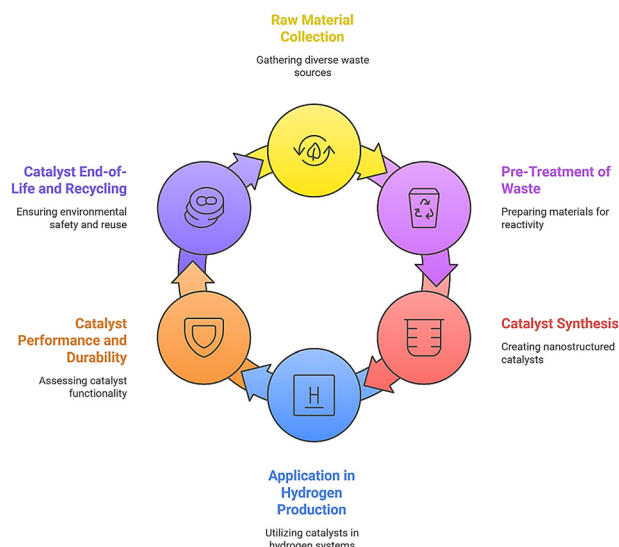 Raw Material
Collection
Gathering diverse waste
sources
Pre-Treatment of
Waste
Preparing materials for
reactivity
Catalyst Synthesis
Creating nanostructured
catalysts
H
Application in
Hydrogen
Production
Utilizing catalysts in
hydrogen systems
Catalyst
Performance and
Durability
Assessing catalyst
functionality
Catalyst End-of-
Life and Recycling
Ensuring environmental
safety and reuse